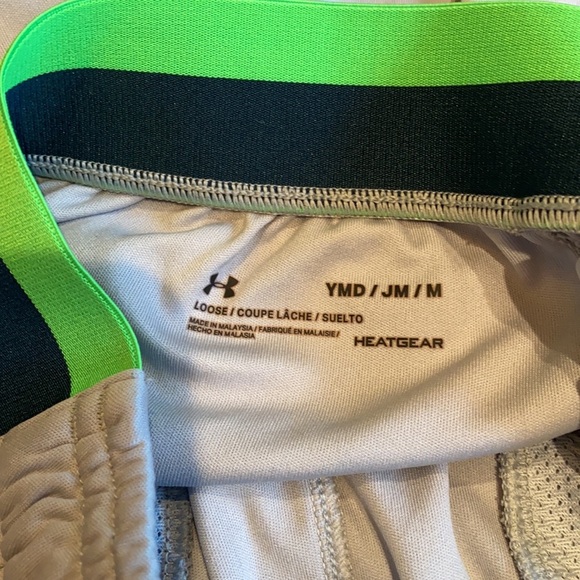 YMD / JM / M
LOOSE / COUPE LÂCHE / SUELTO
MADE IN MALAYSIA / FABRIQUÉ EN MALAISIE /
HECHO EN MALASIA
HEATGEAR